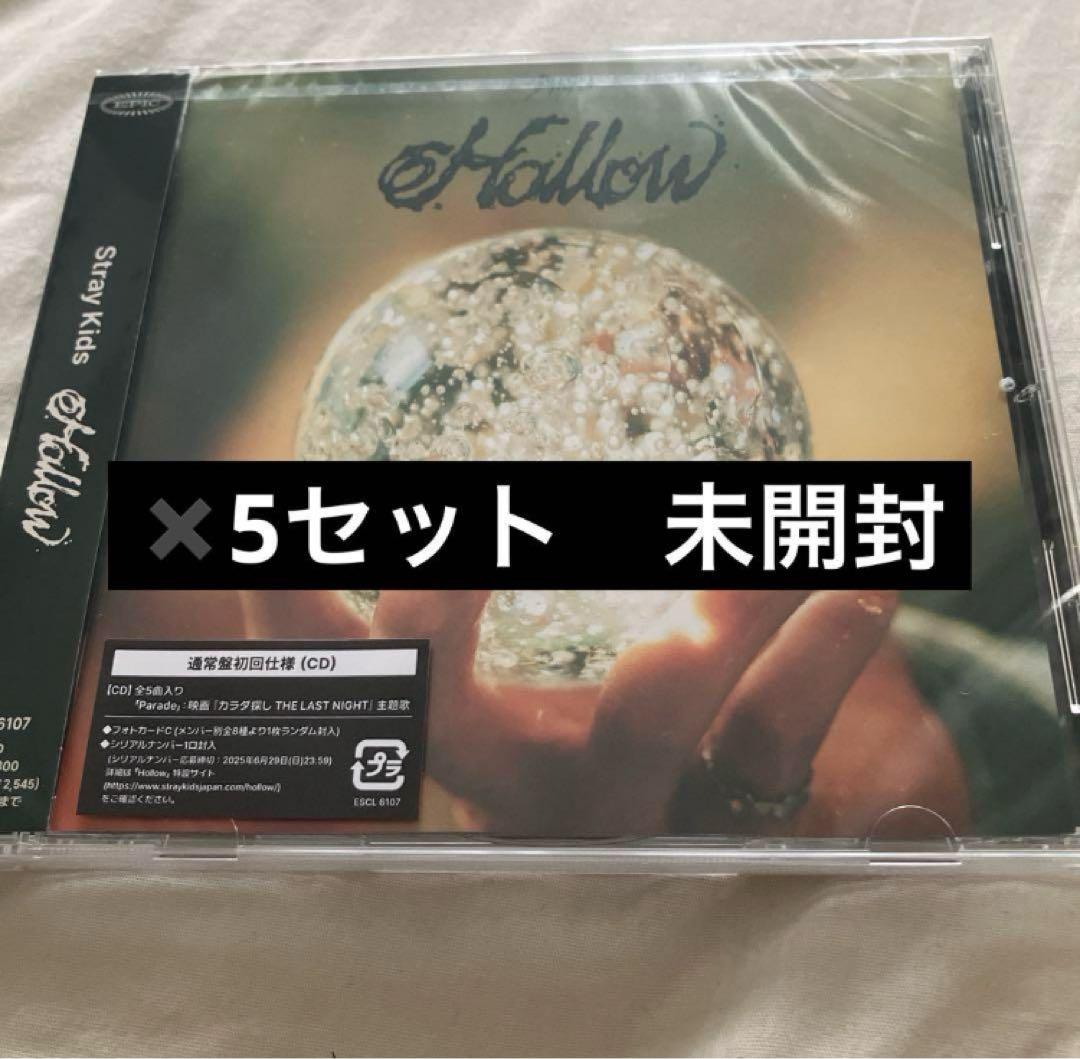 EPIC
Hallow
Stray Kids
Hallow
✖5セット 未開封
通常盤初回仕様(CD)
【CD】全5曲入り
「Parade」:映画『カラダ探し THE LAST NIGHT』主題歌
◆フォトカードC(メンバー別全8種より1枚ランダム封入)
◆シリアルナンバー1口封入
(シリアルナンバー応募締切:2025年6月29日(日)23:59)
詳細は「Hollow」特設サイト
(https://www.straykidsjapan.com/hollow/)
をご確認ください。
プラ
ESCL 6107
6107
2,545)
まで